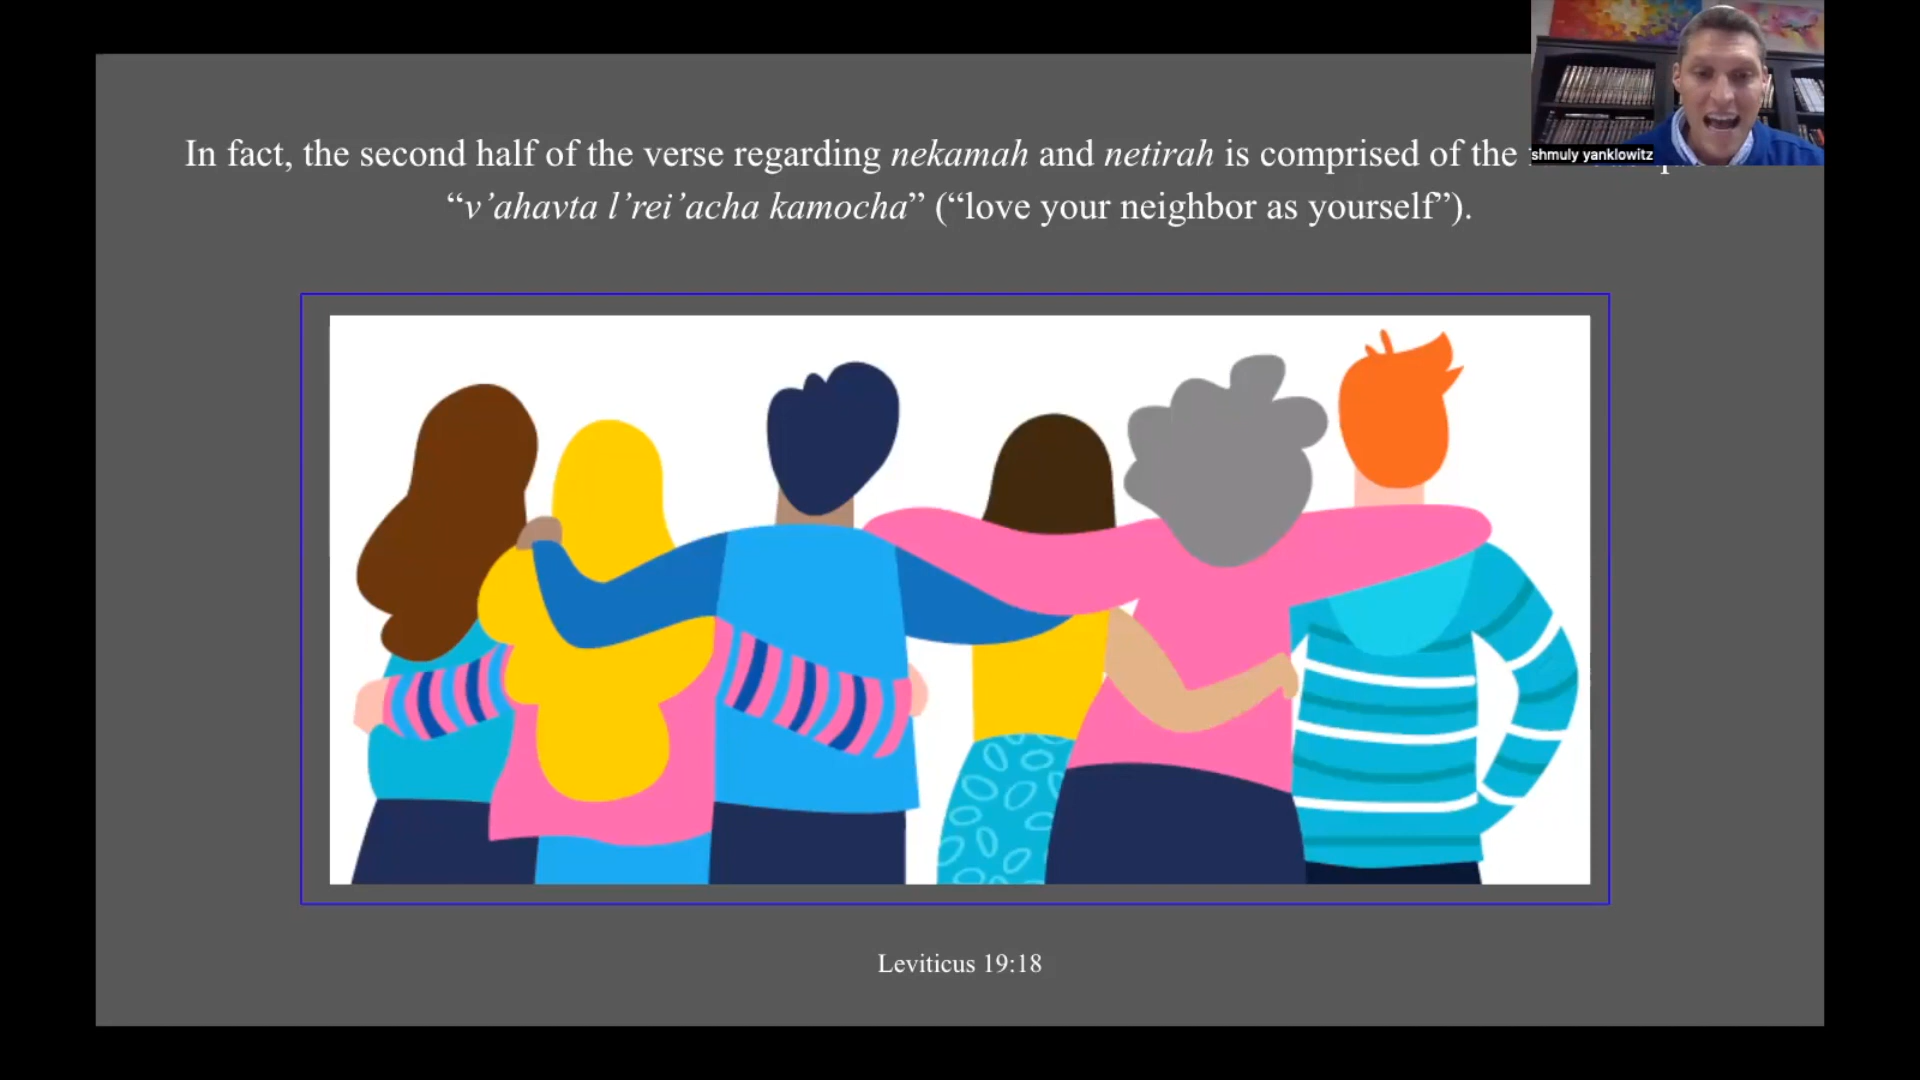 In fact, the second half of the verse regarding nekamah and netirah is comprised of the
“v’ahavta l’rei’acha kamocha” (“love your neighbor as yourself”).
shmuly yanklowitz
Leviticus 19:18